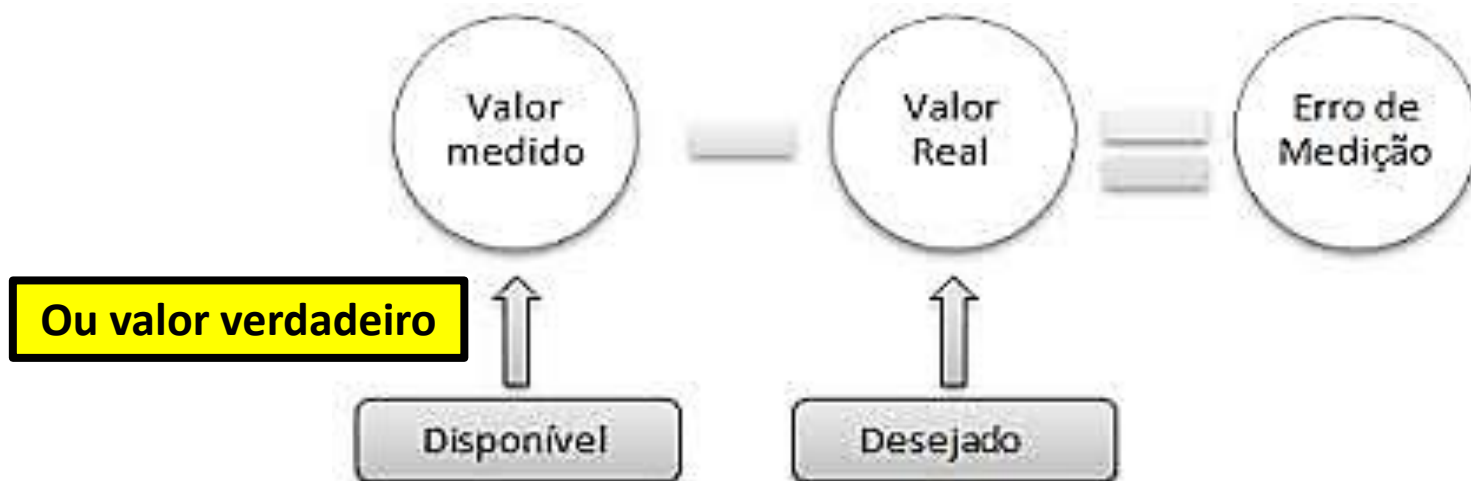 Valor
medido
Valor
Real
Erro de
Medição
Ou valor verdadeiro
Disponível
Desejado